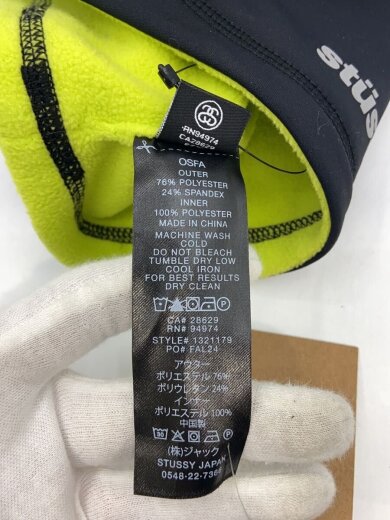 stüs
RN94974
CA28629
OSFA
OUTER
76% POLYESTER
24% SPANDEX
INNER
100% POLYESTER
MADE IN CHINA
MACHINE WASH
COLD
DO NOT BLEACH
TUMBLE DRY LOW
COOL IRON
FOR BEST RESULTS
DRY CLEAN
CA# 28629
RN# 94974
STYLE# 1321179
PO# FAL24
アウター
ポリエステル 76%
ポリウレタン 24%
インナー
ポリエステル 100%
中国製
(株)ジャック
STUSSY JAPAN